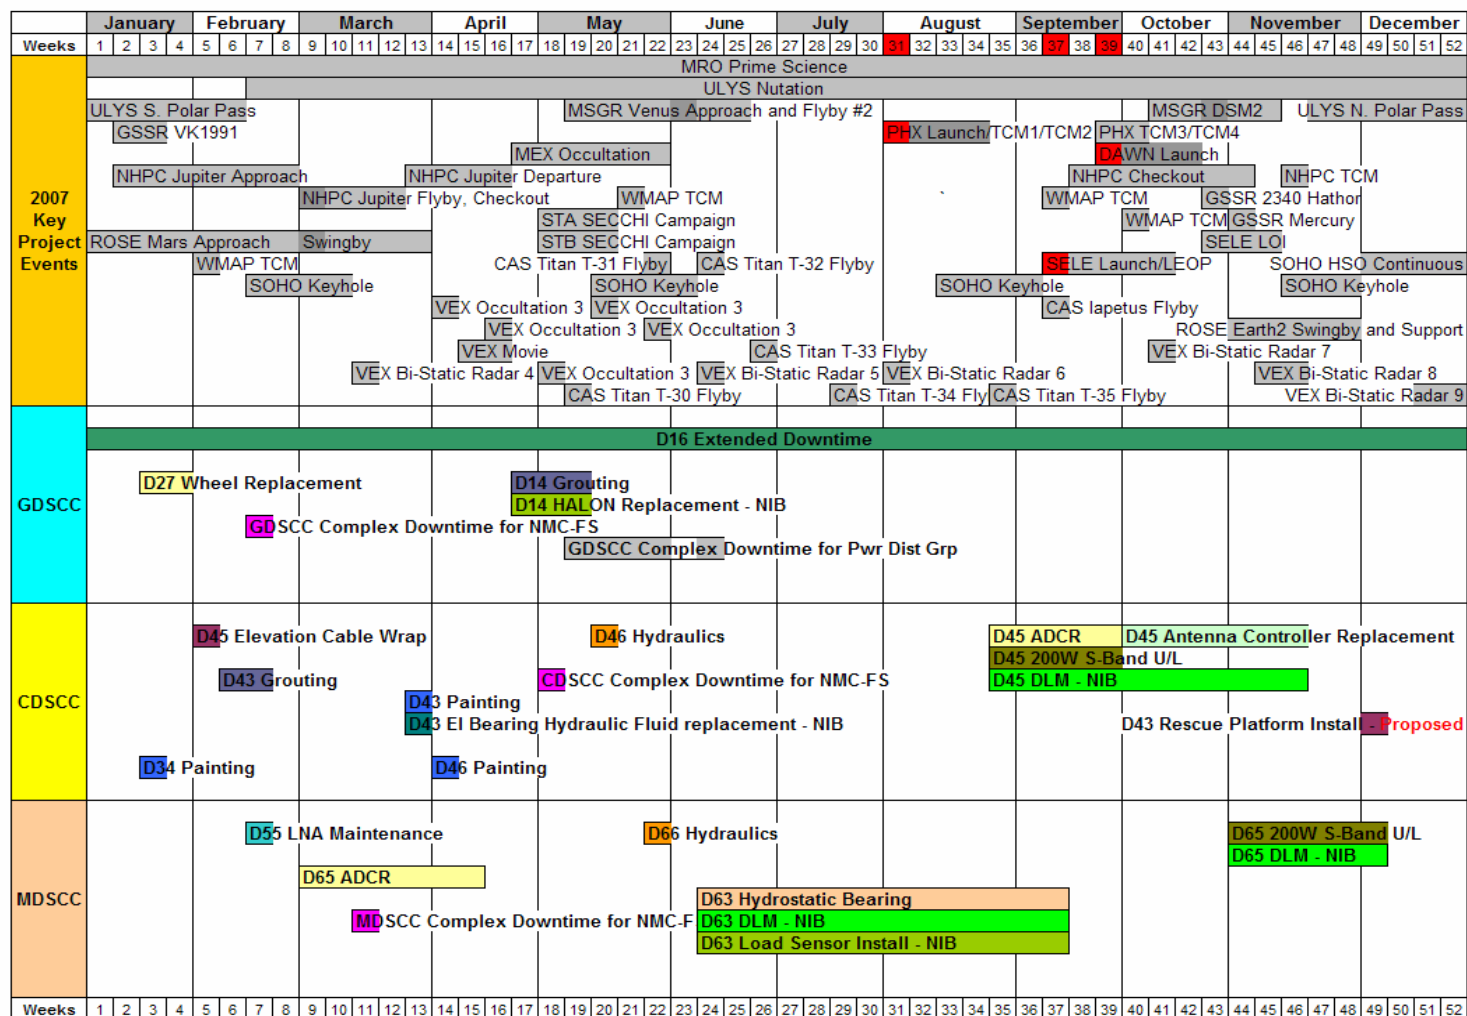 January February March April May June July August September October November December
Weeks 1 2 3 4 5 6 7 8 9 10 11 12 13 14 15 16 17 18 19 20 21 22 23 24 25 26 27 28 29 30 31 32 33 34 35 36 37 38 39 40 41 42 43 44 45 46 47 48 49 50 51 52
2007
Key
Project
Events
MRO Prime Science
ULYS Nutation
ULYS S. Polar Pass MSGR Venus Approach and Flyby #2 MSGR DSM2 ULYS N. Polar Pass
GSSR VK1991 PHX Launch/TCM1/TCM2 PHX TCM3/TCM4
MEX Occultation DAWN Launch
NHPC Jupiter Approach NHPC Jupiter Departure NHPC Checkout NHPC TCM
NHPC Jupiter Flyby, Checkout WMAP TCM ` WMAP TCM GSSR 2340 Hathor
STA SECCHI Campaign WMAP TCM GSSR Mercury
ROSE Mars Approach Swingby STB SECCHI Campaign SELE LOI
WMAP TCM CAS Titan T-31 Flyby CAS Titan T-32 Flyby SELE Launch/LEOP SOHO HSO Continuous
SOHO Keyhole SOHO Keyhole SOHO Keyhole SOHO Keyhole
VEX Occultation 3 VEX Occultation 3 CAS Iapetus Flyby
VEX Occultation 3 VEX Occultation 3 ROSE Earth2 Swingby and Support
VEX Movie CAS Titan T-33 Flyby VEX Bi-Static Radar 7
VEX Bi-Static Radar 4 VEX Occultation 3 VEX Bi-Static Radar 5 VEX Bi-Static Radar 6 VEX Bi-Static Radar 8
CAS Titan T-30 Flyby CAS Titan T-34 Fly CAS Titan T-35 Flyby VEX Bi-Static Radar 9
GDSCC
D16 Extended Downtime
D27 Wheel Replacement D14 Grouting
D14 HALON Replacement - NIB
GDSCC Complex Downtime for NMC-FS
GDSCC Complex Downtime for Pwr Dist Grp
CDSCC
D45 Elevation Cable Wrap D46 Hydraulics D45 ADCR D45 Antenna Controller Replacement
D45 200W S-Band U/L
D43 Grouting CDSCC Complex Downtime for NMC-FS D45 DLM - NIB
D43 Painting
D43 El Bearing Hydraulic Fluid replacement - NIB D43 Rescue Platform Install - Proposed
D34 Painting D46 Painting
MDSCC
D55 LNA Maintenance D66 Hydraulics D65 200W S-Band U/L
D65 DLM - NIB
D65 ADCR
D63 Hydrostatic Bearing
MDSCC Complex Downtime for NMC-F D63 DLM - NIB
D63 Load Sensor Install - NIB
Weeks 1 2 3 4 5 6 7 8 9 10 11 12 13 14 15 16 17 18 19 20 21 22 23 24 25 26 27 28 29 30 31 32 33 34 35 36 37 38 39 40 41 42 43 44 45 46 47 48 49 50 51 52